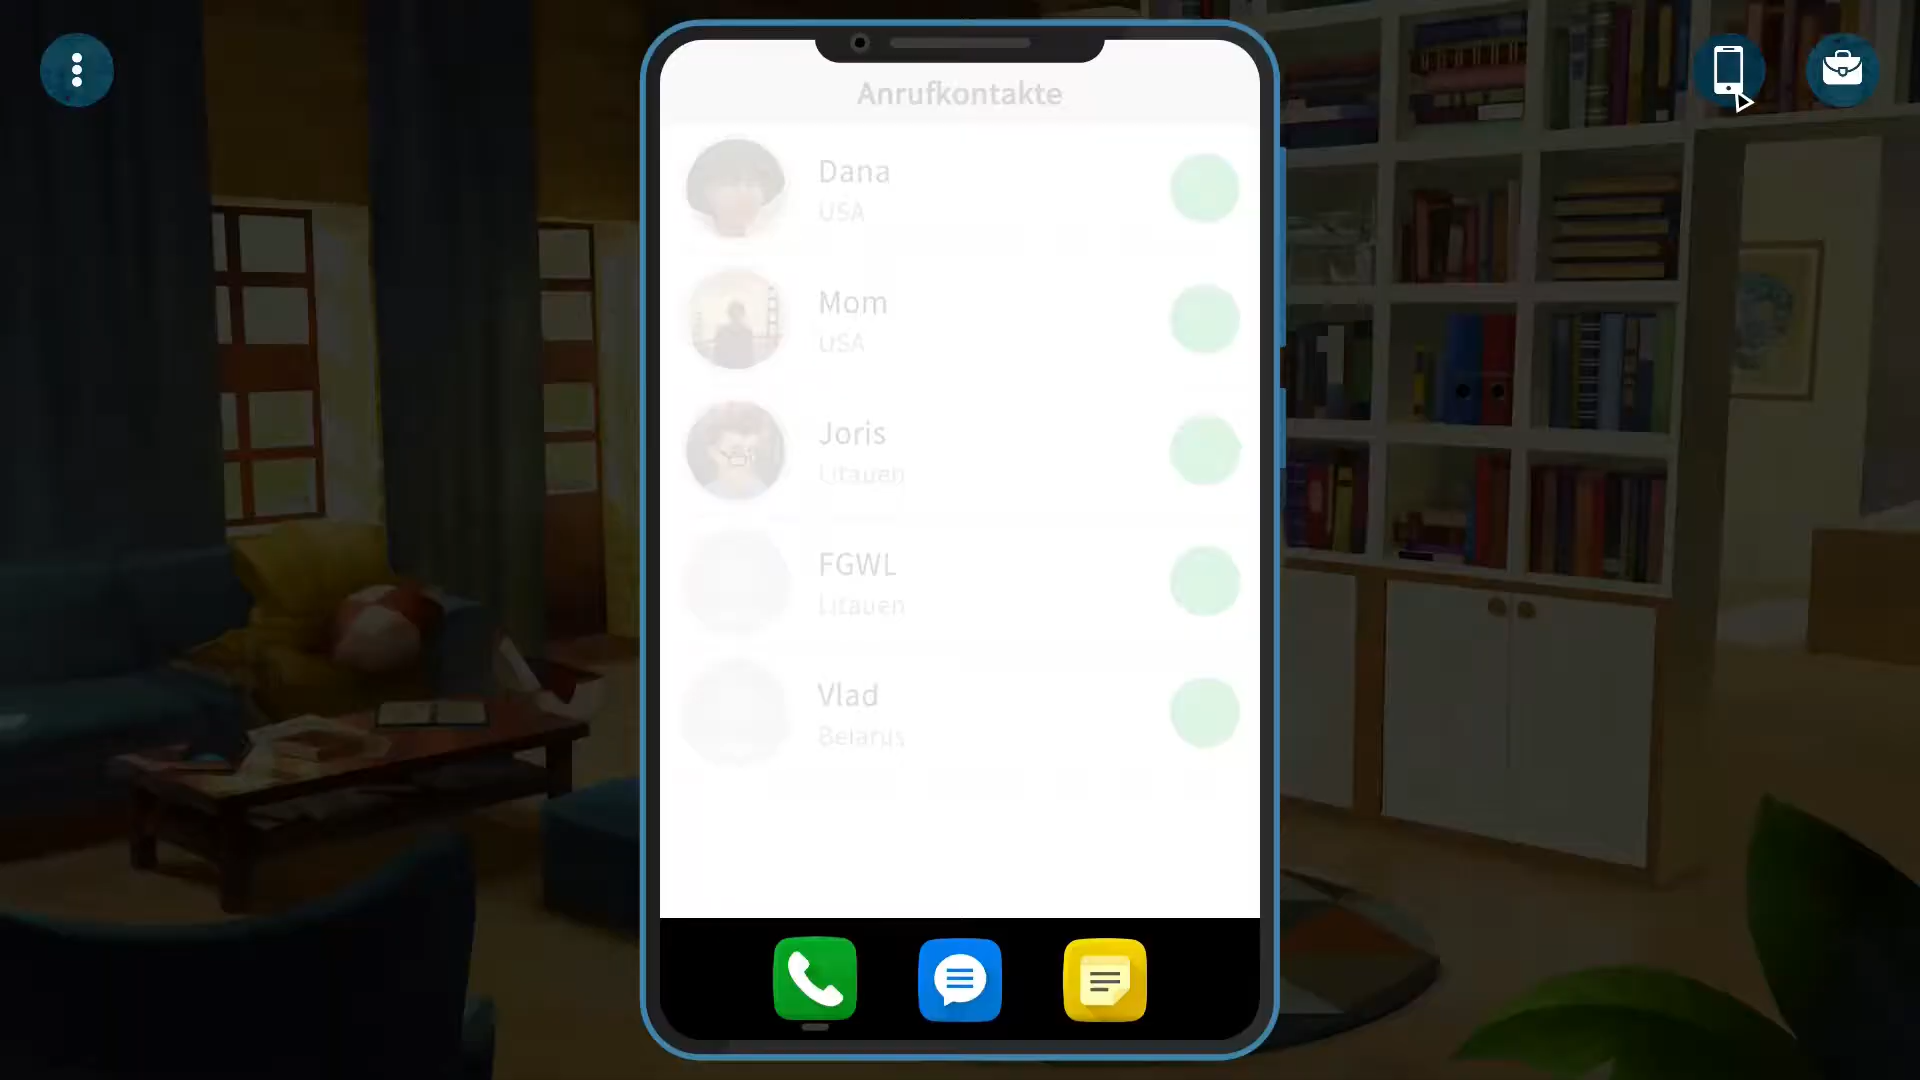 Anrufkontakte
Dana
USA
Mom
USA
Joris
Litauen
FGWL
Litauen
Vlad
Belarus